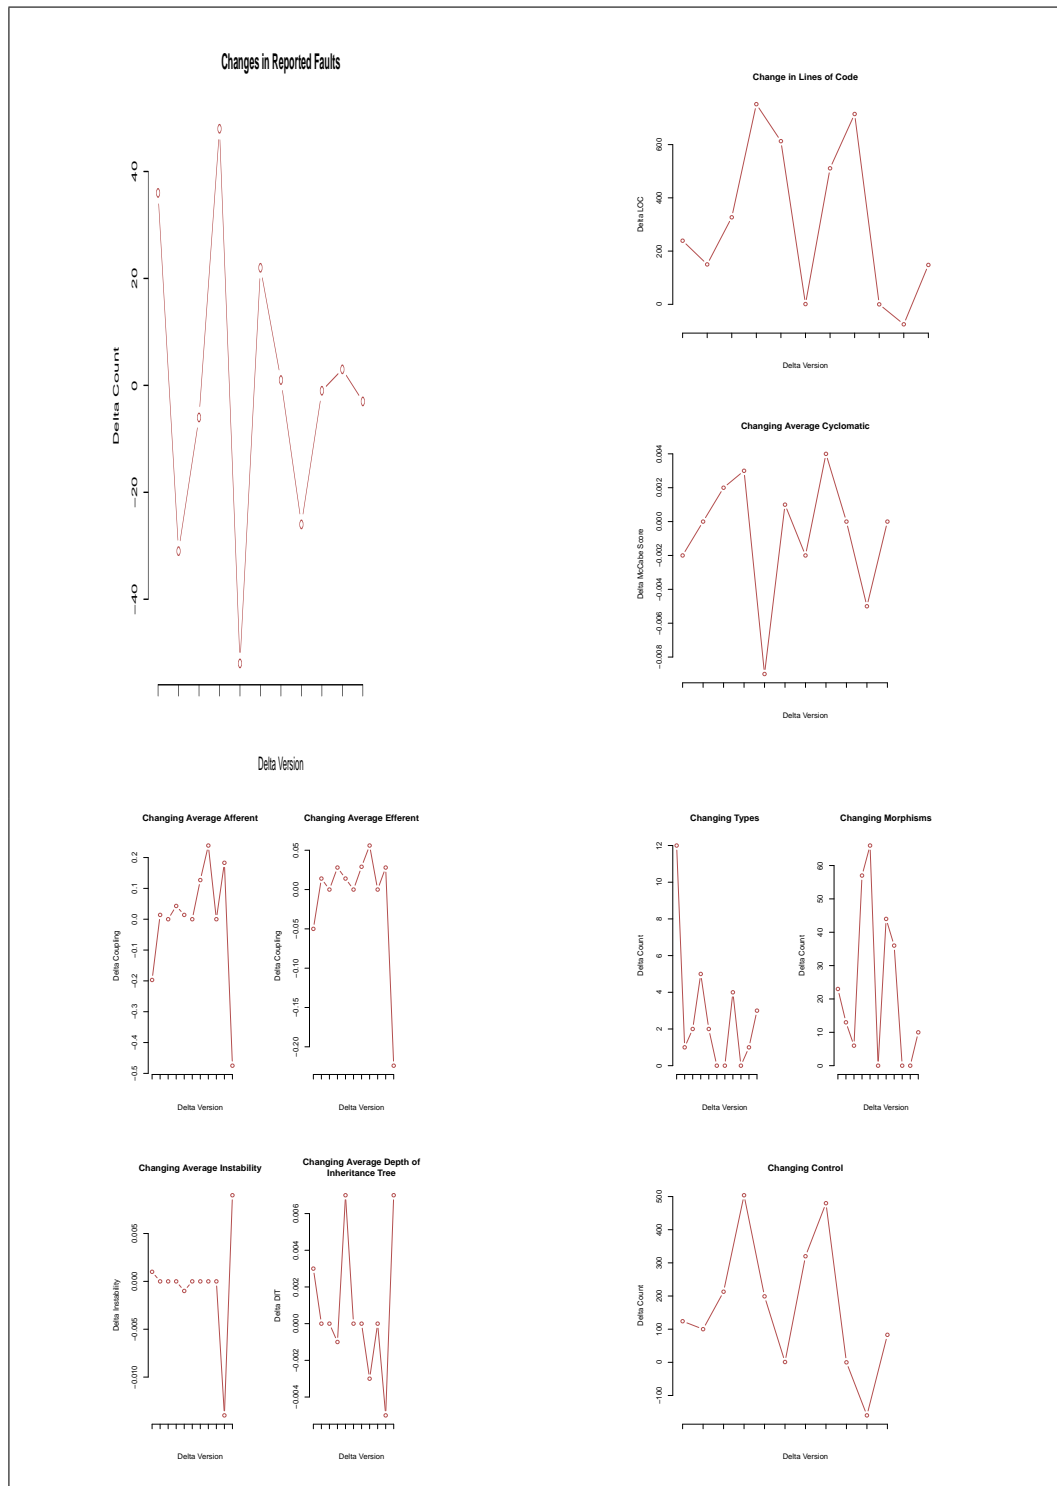 Changes in Reported Faults
Delta Count
40
20
0
−20
−40
Delta Version
Change in Lines of Code
Delta LOC
600
400
200
0
Delta Version
Changing Average Cyclomatic
Delta McCabe Score
0.004
0.002
0.000
−0.002
−0.004
−0.006
−0.008
Delta Version
Changing Average Afferent
Delta Coupling
0.2
0.1
0.0
−0.1
−0.2
−0.3
−0.4
−0.5
Delta Version
Changing Average Efferent
Delta Coupling
0.05
0.00
−0.05
−0.10
−0.15
−0.20
Delta Version
Changing Types
Delta Count
12
10
8
6
4
2
0
Delta Version
Changing Morphisms
Delta Count
60
50
40
30
20
10
0
Delta Version
Changing Average Instability
Delta Instability
0.005
0.000
−0.005
−0.010
Delta Version
Changing Average Depth of
Inheritance Tree
Delta DIT
0.006
0.004
0.002
0.000
−0.002
−0.004
Delta Version
Changing Control
Delta Count
500
400
300
200
100
0
−100
Delta Version